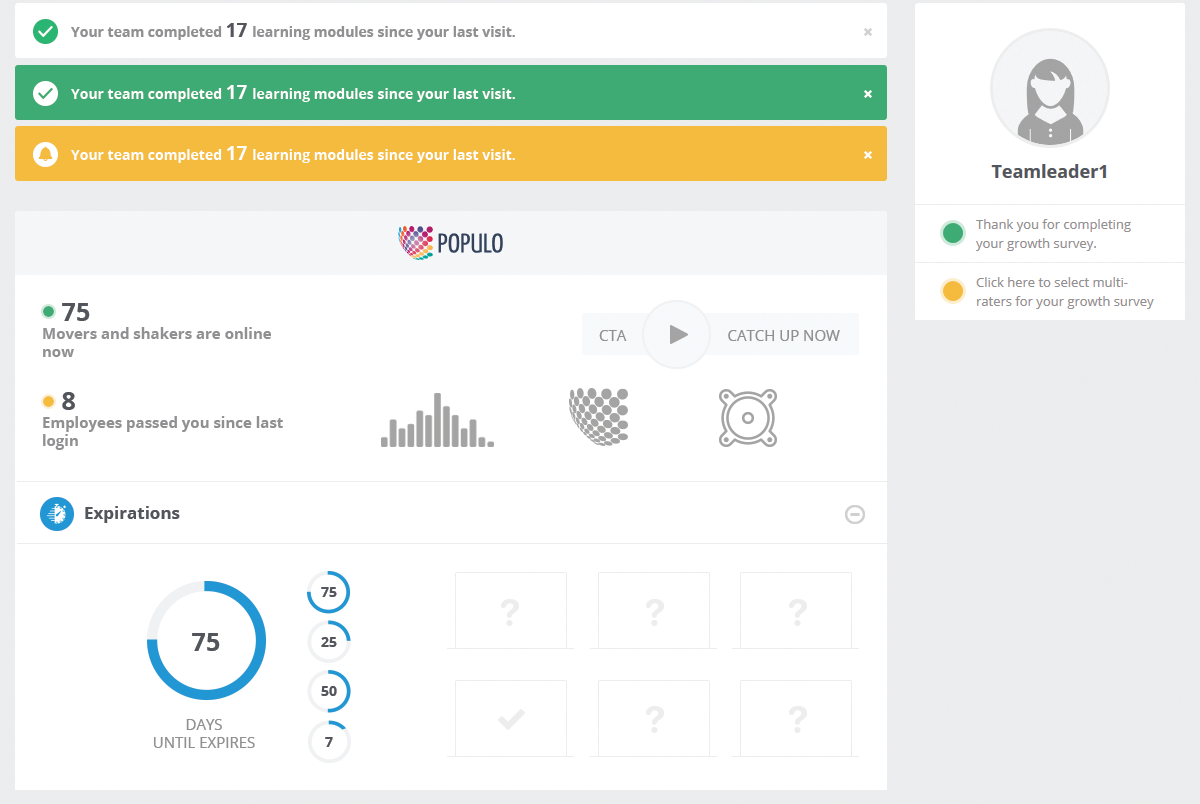 Your team completed 17 learning modules since your last visit. ×
Your team completed 17 learning modules since your last visit. ×
Your team completed 17 learning modules since your last visit. ×
POPULO
75
Movers and shakers are online
now
CTA
CATCH UP NOW
8
Employees passed you since last
login
Expirations
75
DAYS
UNTIL EXPIRES
75
25
50
7
? ? ?
? ?
Teamleader1
Thank you for completing
your growth survey.
Click here to select multi-
raters for your growth survey